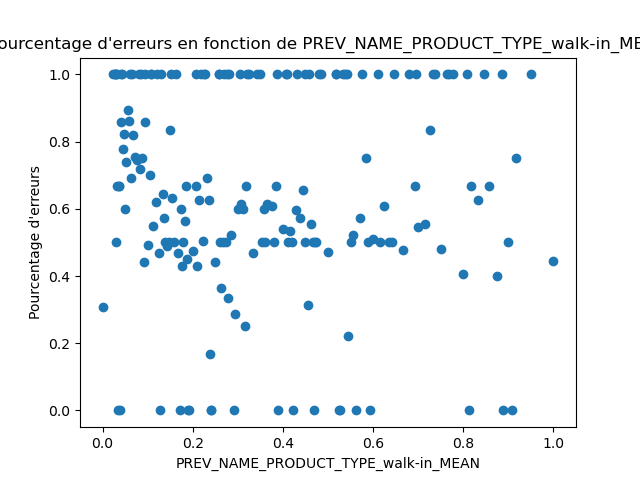 ourcentage d'erreurs en fonction de PREV_NAME_PRODUCT_TYPE_walk-in_ME
Pourcentage d'erreurs
1.0
0.8
0.6
0.4
0.2
0.0
0.0 0.2 0.4 0.6 0.8 1.0
PREV_NAME_PRODUCT_TYPE_walk-in_MEAN